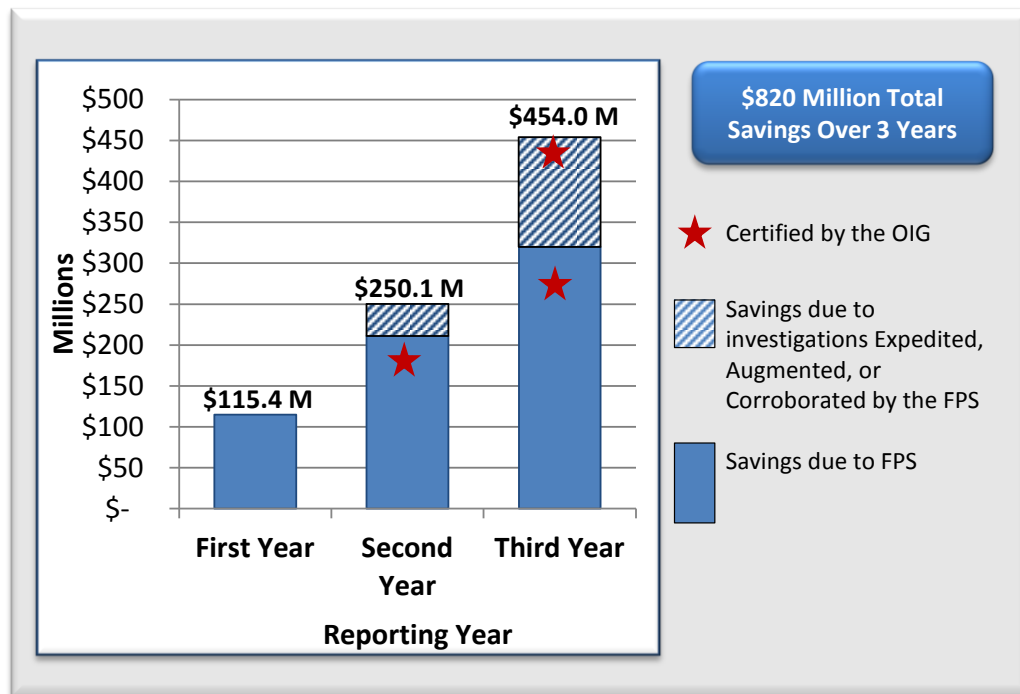 $820 Million Total
Savings Over 3 Years
Millions
$500
$450
$400
$350
$300
$250
$200
$150
$100
$50
$-
$115.4 M
$250.1 M
$454.0 M
First Year
Second
Year
Third Year
Reporting Year
Certified by the OIG
Savings due to
investigations Expedited,
Augmented, or
Corroborated by the FPS
Savings due to FPS